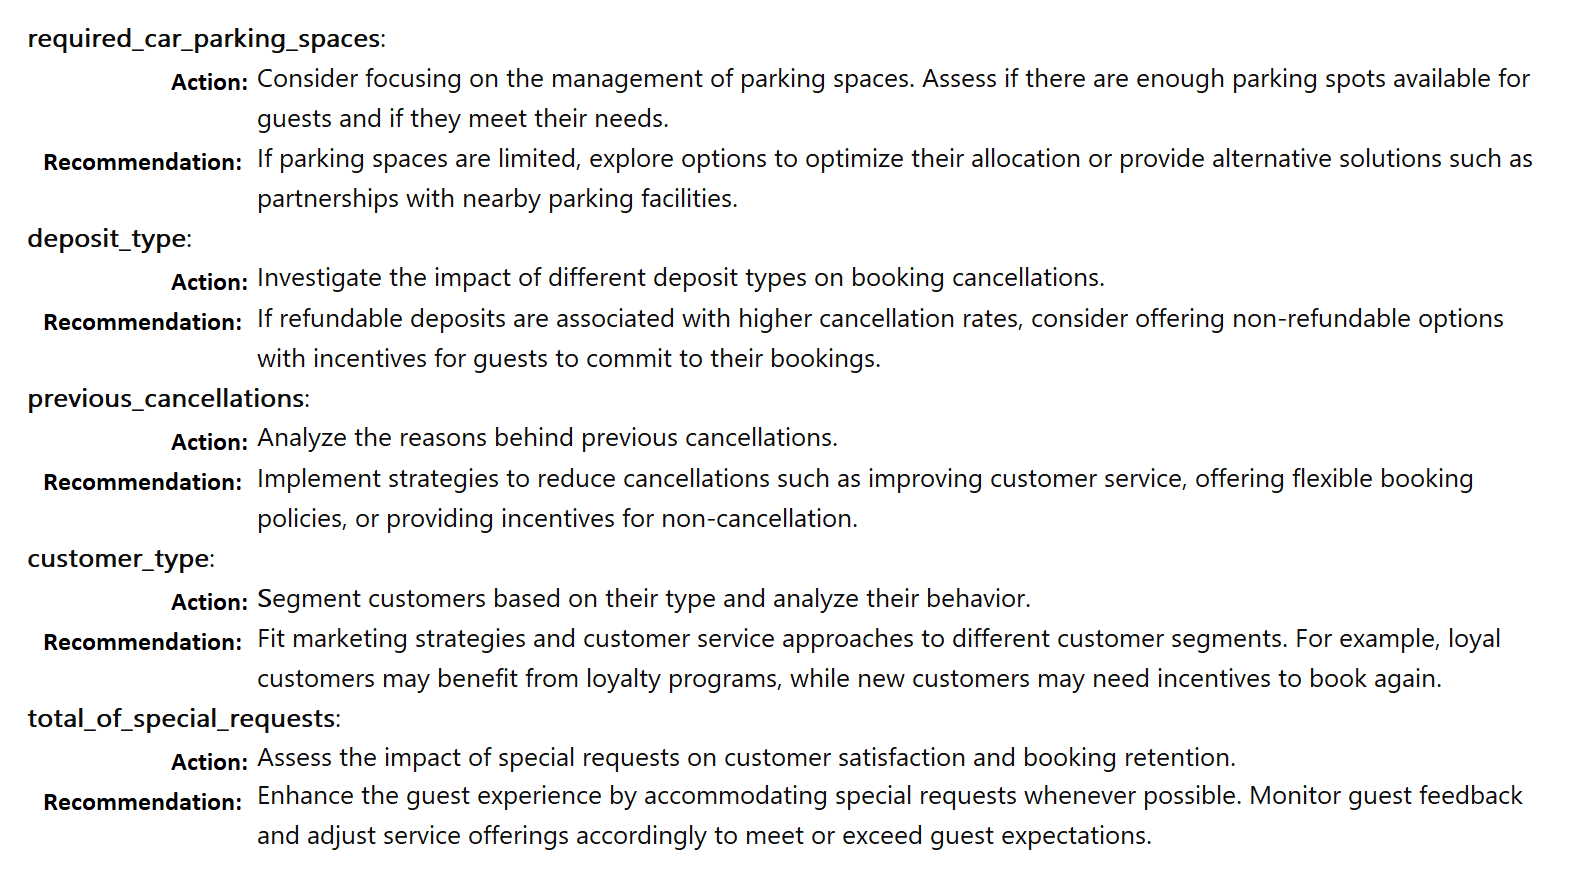 required_car_parking_spaces:
Action: Consider focusing on the management of parking spaces. Assess if there are enough parking spots available for
guests and if they meet their needs.
Recommendation: If parking spaces are limited, explore options to optimize their allocation or provide alternative solutions such as
partnerships with nearby parking facilities.
deposit_type:
Action: Investigate the impact of different deposit types on booking cancellations.
Recommendation: If refundable deposits are associated with higher cancellation rates, consider offering non-refundable options
with incentives for guests to commit to their bookings.
previous_cancellations:
Action: Analyze the reasons behind previous cancellations.
Recommendation: Implement strategies to reduce cancellations such as improving customer service, offering flexible booking
policies, or providing incentives for non-cancellation.
customer_type:
Action: Segment customers based on their type and analyze their behavior.
Recommendation: Fit marketing strategies and customer service approaches to different customer segments. For example, loyal
customers may benefit from loyalty programs, while new customers may need incentives to book again.
total_of_special_requests:
Action: Assess the impact of special requests on customer satisfaction and booking retention.
Recommendation: Enhance the guest experience by accommodating special requests whenever possible. Monitor guest feedback
and adjust service offerings accordingly to meet or exceed guest expectations.